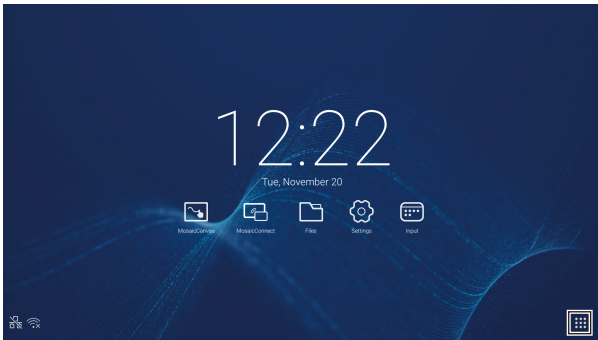 12:22
Tue, November 20
MosaicCanvas
MosaicConnect
Files
Settings
Input